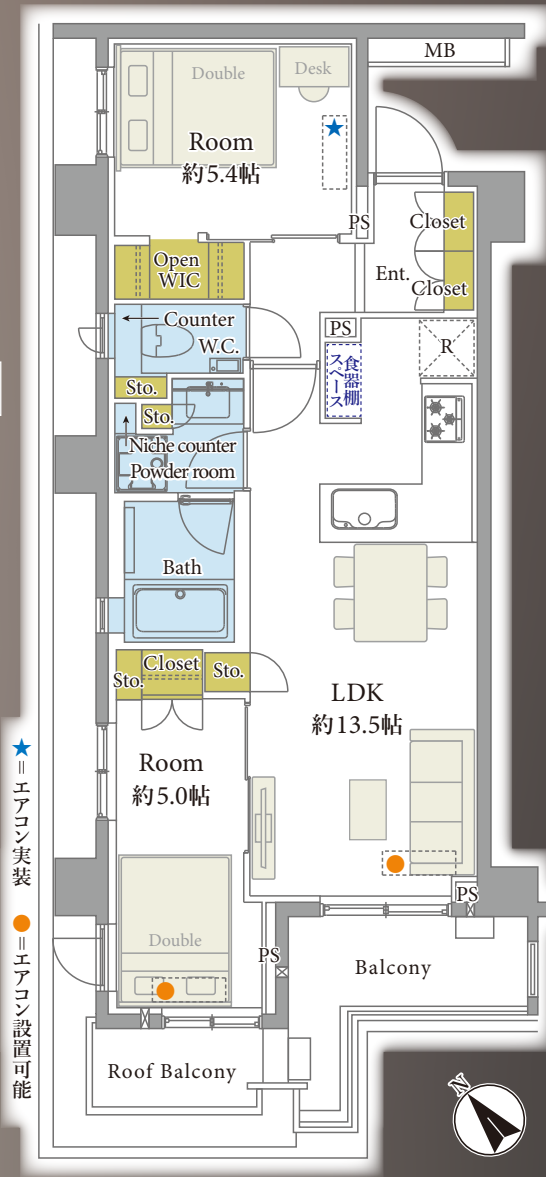 MB
Double
Desk
★
Room
約5.4帖
PS
Closet
Ent.
Closet
Open
WIC
Counter
W.C.
PS
R
食器棚
スペース
Sto.
Sto.
Niche counter
Powder room
Bath
Closet
Sto.
Sto.
LDK
約13.5帖
Room
約5.0帖
★=エアコン実装
●=エアコン設置可能
Double
PS
PS
Balcony
Roof Balcony
N